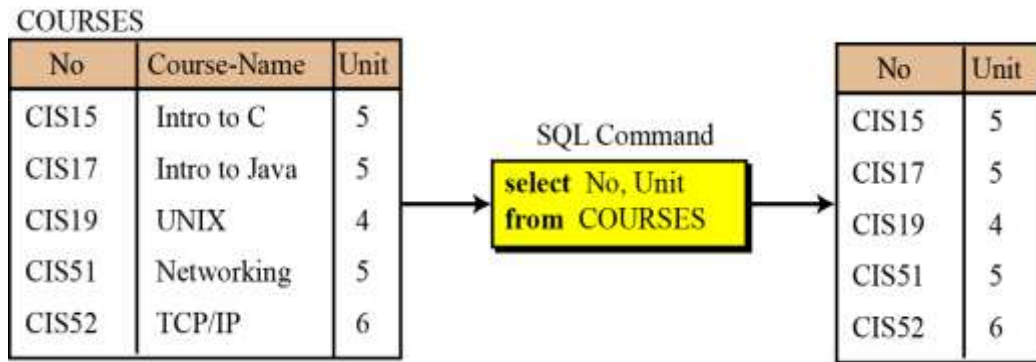 COURSES
No Course-Name Unit
CIS15 Intro to C 5
CIS17 Intro to Java 5
CIS19 UNIX 4
CIS51 Networking 5
CIS52 TCP/IP 6
SQL Command
select No, Unit
from COURSES
No Unit
CIS15 5
CIS17 5
CIS19 4
CIS51 5
CIS52 6